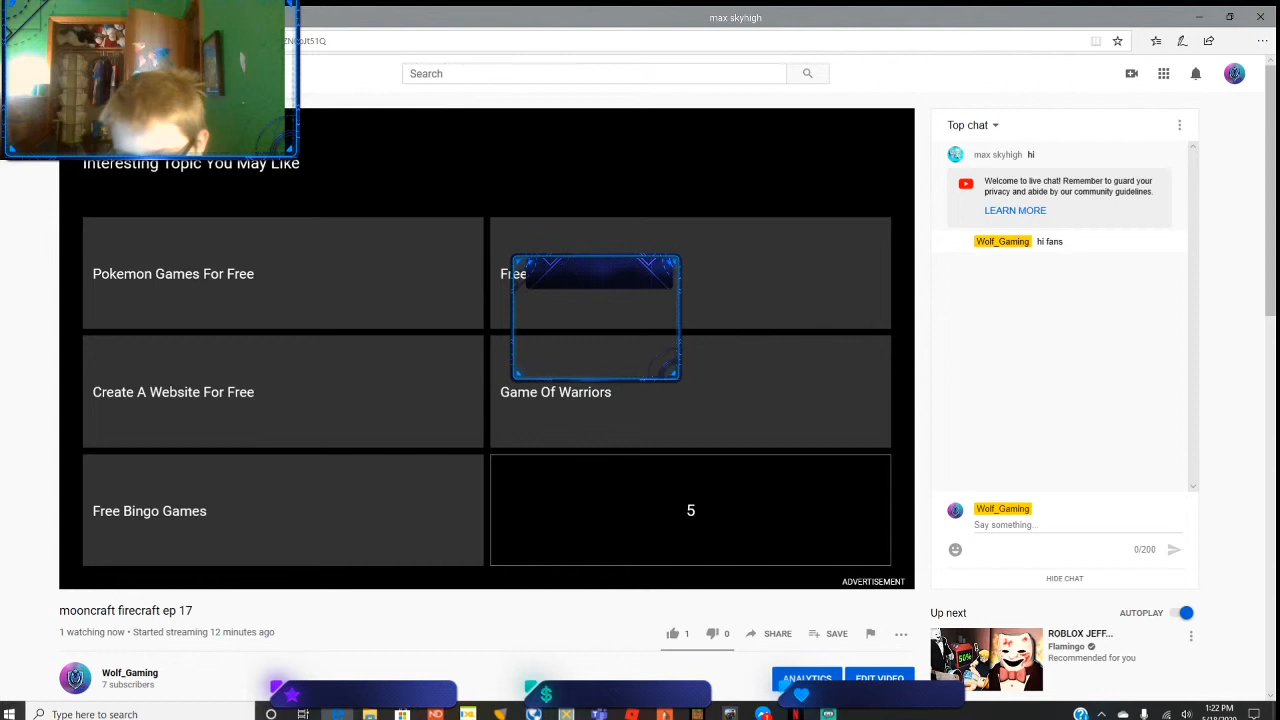 max skyhigh
ZNCoJt51Q
Search
Interesting Topic You May Like
Pokemon Games For Free
Free
Create A Website For Free
Game Of Warriors
Free Bingo Games
5
ADVERTISEMENT
mooncraft firecraft ep 17
1 watching now • Started streaming 12 minutes ago
1
0
SHARE
SAVE
Wolf_Gaming
7 subscribers
ANALYTICS
EDIT VIDEO
Top chat
max skyhigh hi
Welcome to live chat! Remember to guard your
privacy and abide by our community guidelines.
LEARN MORE
Wolf_Gaming hi fans
Wolf_Gaming
Say something...
0/200
HIDE CHAT
Up next
AUTOPLAY
ROBLOX JEFF...
Flamingo
Recommended for you
50%
Type here to search
1:22 PM
5/18/2020